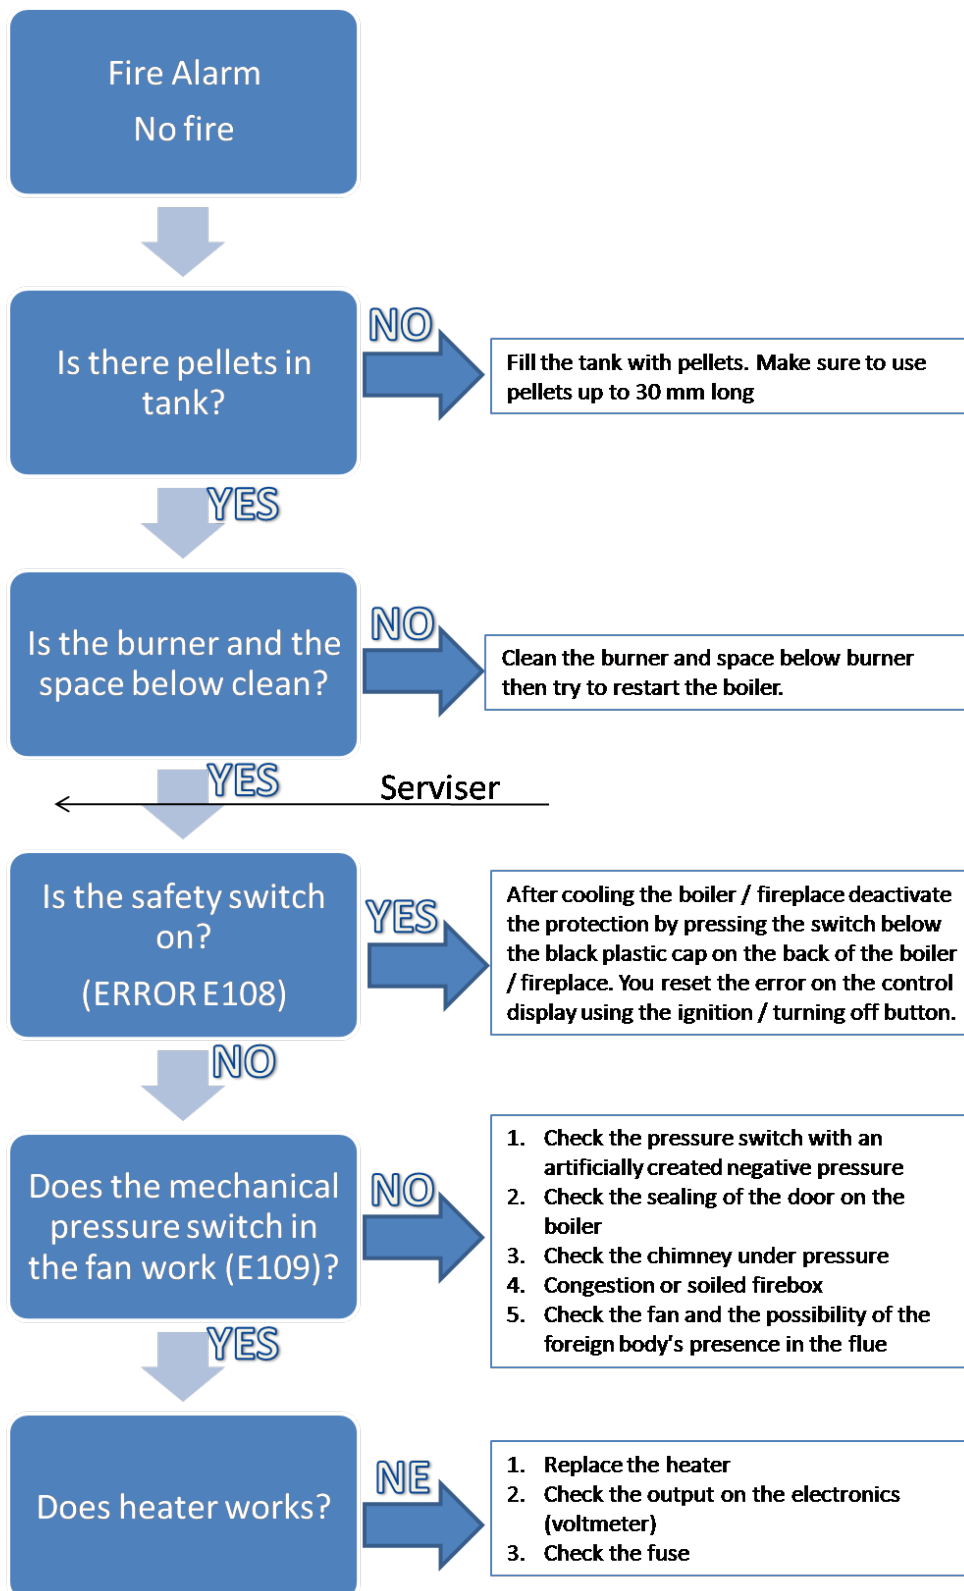 Fire Alarm
No fire
Is there pellets in
tank?
NO
Fill the tank with pellets. Make sure to use
pellets up to 30 mm long
YES
Is the burner and the
space below clean?
NO
Clean the burner and space below burner
then try to restart the boiler.
YES
Serviser
Is the safety switch
on?
(ERROR E108)
YES
After cooling the boiler / fireplace deactivate
the protection by pressing the switch below
the black plastic cap on the back of the boiler
/ fireplace. You reset the error on the control
display using the ignition / turning off button.
NO
Does the mechanical
pressure switch in
the fan work (E109)?
NO
1. Check the pressure switch with an
artificially created negative pressure
2. Check the sealing of the door on the
boiler
3. Check the chimney under pressure
4. Congestion or soiled firebox
5. Check the fan and the possibility of the
foreign body's presence in the flue
YES
Does heater works?
NE
1. Replace the heater
2. Check the output on the electronics
(voltmeter)
3. Check the fuse